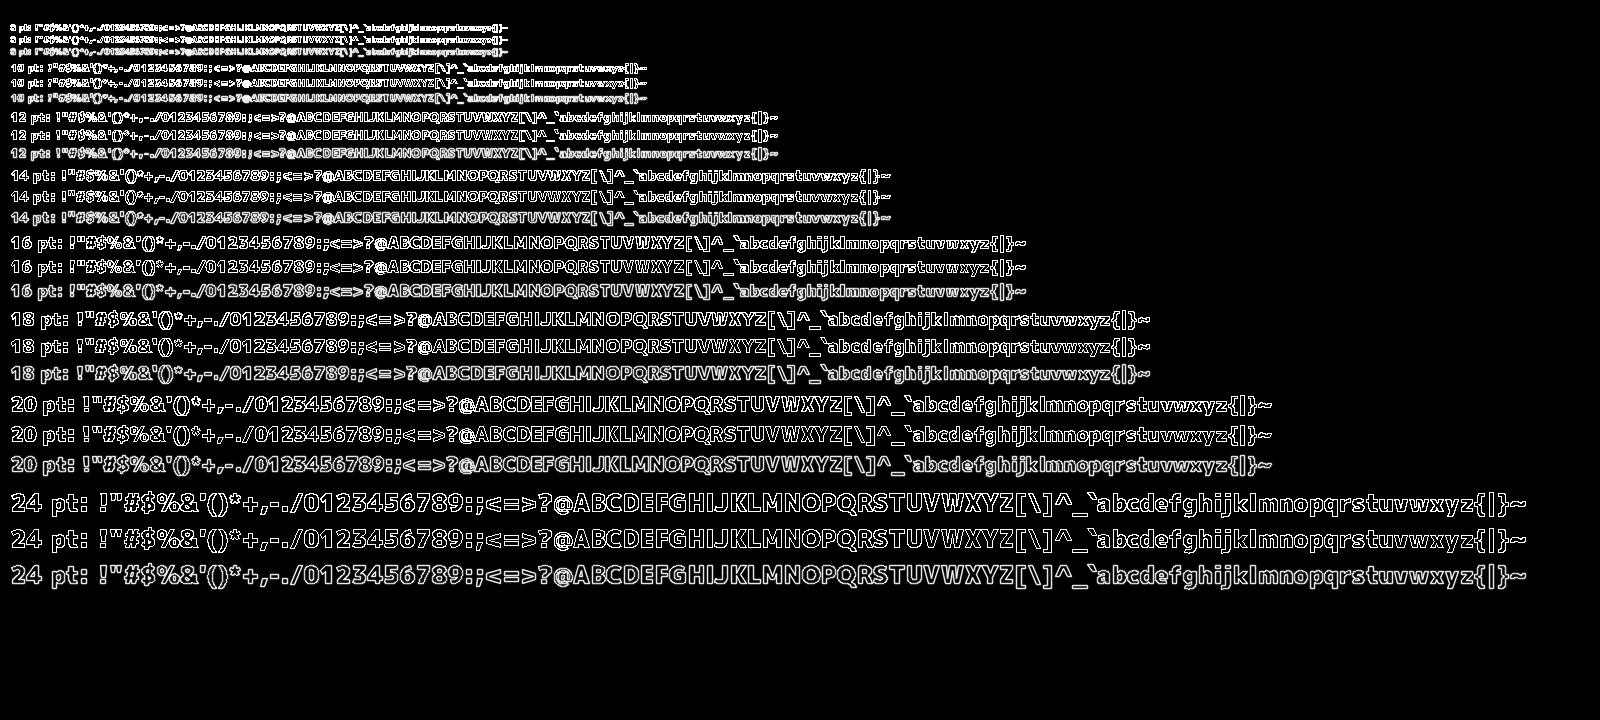 8 pt: !"#$%&'()*+,-./0123456789:;<=>?@ABCDEFGHIJKLMNOPQRSTUVWXYZ[\]^_`abcdefghijklmnopqrstuvwxyz{|}~
8 pt: !"#$%&'()*+,-./0123456789:;<=>?@ABCDEFGHIJKLMNOPQRSTUVWXYZ[\]^_`abcdefghijklmnopqrstuvwxyz{|}~
8 pt: !"#$%&'()*+,-./0123456789:;<=>?@ABCDEFGHIJKLMNOPQRSTUVWXYZ[\]^_`abcdefghijklmnopqrstuvwxyz{|}~
10 pt: !"#$%&'()*+,-./0123456789:;<=>?@ABCDEFGHIJKLMNOPQRSTUVWXYZ[\]^_`abcdefghijklmnopqrstuvwxyz{|}~
10 pt: !"#$%&'()*+,-./0123456789:;<=>?@ABCDEFGHIJKLMNOPQRSTUVWXYZ[\]^_`abcdefghijklmnopqrstuvwxyz{|}~
10 pt: !"#$%&'()*+,-./0123456789:;<=>?@ABCDEFGHIJKLMNOPQRSTUVWXYZ[\]^_`abcdefghijklmnopqrstuvwxyz{|}~
12 pt: !"#$%&'()*+,-./0123456789:;<=>?@ABCDEFGHIJKLMNOPQRSTUVWXYZ[\]^_`abcdefghijklmnopqrstuvwxyz{|}~
12 pt: !"#$%&'()*+,-./0123456789:;<=>?@ABCDEFGHIJKLMNOPQRSTUVWXYZ[\]^_`abcdefghijklmnopqrstuvwxyz{|}~
12 pt: !"#$%&'()*+,-./0123456789:;<=>?@ABCDEFGHIJKLMNOPQRSTUVWXYZ[\]^_`abcdefghijklmnopqrstuvwxyz{|}~
14 pt: !"#$%&'()*+,-./0123456789:;<=>?@ABCDEFGHIJKLMNOPQRSTUVWXYZ[\]^_`abcdefghijklmnopqrstuvwxyz{|}~
14 pt: !"#$%&'()*+,-./0123456789:;<=>?@ABCDEFGHIJKLMNOPQRSTUVWXYZ[\]^_`abcdefghijklmnopqrstuvwxyz{|}~
14 pt: !"#$%&'()*+,-./0123456789:;<=>?@ABCDEFGHIJKLMNOPQRSTUVWXYZ[\]^_`abcdefghijklmnopqrstuvwxyz{|}~
16 pt: !"#$%&'()*+,-./0123456789:;<=>?@ABCDEFGHIJKLMNOPQRSTUVWXYZ[\]^_`abcdefghijklmnopqrstuvwxyz{|}~
16 pt: !"#$%&'()*+,-./0123456789:;<=>?@ABCDEFGHIJKLMNOPQRSTUVWXYZ[\]^_`abcdefghijklmnopqrstuvwxyz{|}~
16 pt: !"#$%&'()*+,-./0123456789:;<=>?@ABCDEFGHIJKLMNOPQRSTUVWXYZ[\]^_`abcdefghijklmnopqrstuvwxyz{|}~
18 pt: !"#$%&'()*+,-./0123456789:;<=>?@ABCDEFGHIJKLMNOPQRSTUVWXYZ[\]^_`abcdefghijklmnopqrstuvwxyz{|}~
18 pt: !"#$%&'()*+,-./0123456789:;<=>?@ABCDEFGHIJKLMNOPQRSTUVWXYZ[\]^_`abcdefghijklmnopqrstuvwxyz{|}~
18 pt: !"#$%&'()*+,-./0123456789:;<=>?@ABCDEFGHIJKLMNOPQRSTUVWXYZ[\]^_`abcdefghijklmnopqrstuvwxyz{|}~
20 pt: !"#$%&'()*+,-./0123456789:;<=>?@ABCDEFGHIJKLMNOPQRSTUVWXYZ[\]^_`abcdefghijklmnopqrstuvwxyz{|}~
20 pt: !"#$%&'()*+,-./0123456789:;<=>?@ABCDEFGHIJKLMNOPQRSTUVWXYZ[\]^_`abcdefghijklmnopqrstuvwxyz{|}~
20 pt: !"#$%&'()*+,-./0123456789:;<=>?@ABCDEFGHIJKLMNOPQRSTUVWXYZ[\]^_`abcdefghijklmnopqrstuvwxyz{|}~
24 pt: !"#$%&'()*+,-./0123456789:;<=>?@ABCDEFGHIJKLMNOPQRSTUVWXYZ[\]^_`abcdefghijklmnopqrstuvwxyz{|}~
24 pt: !"#$%&'()*+,-./0123456789:;<=>?@ABCDEFGHIJKLMNOPQRSTUVWXYZ[\]^_`abcdefghijklmnopqrstuvwxyz{|}~
24 pt: !"#$%&'()*+,-./0123456789:;<=>?@ABCDEFGHIJKLMNOPQRSTUVWXYZ[\]^_`abcdefghijklmnopqrstuvwxyz{|}~